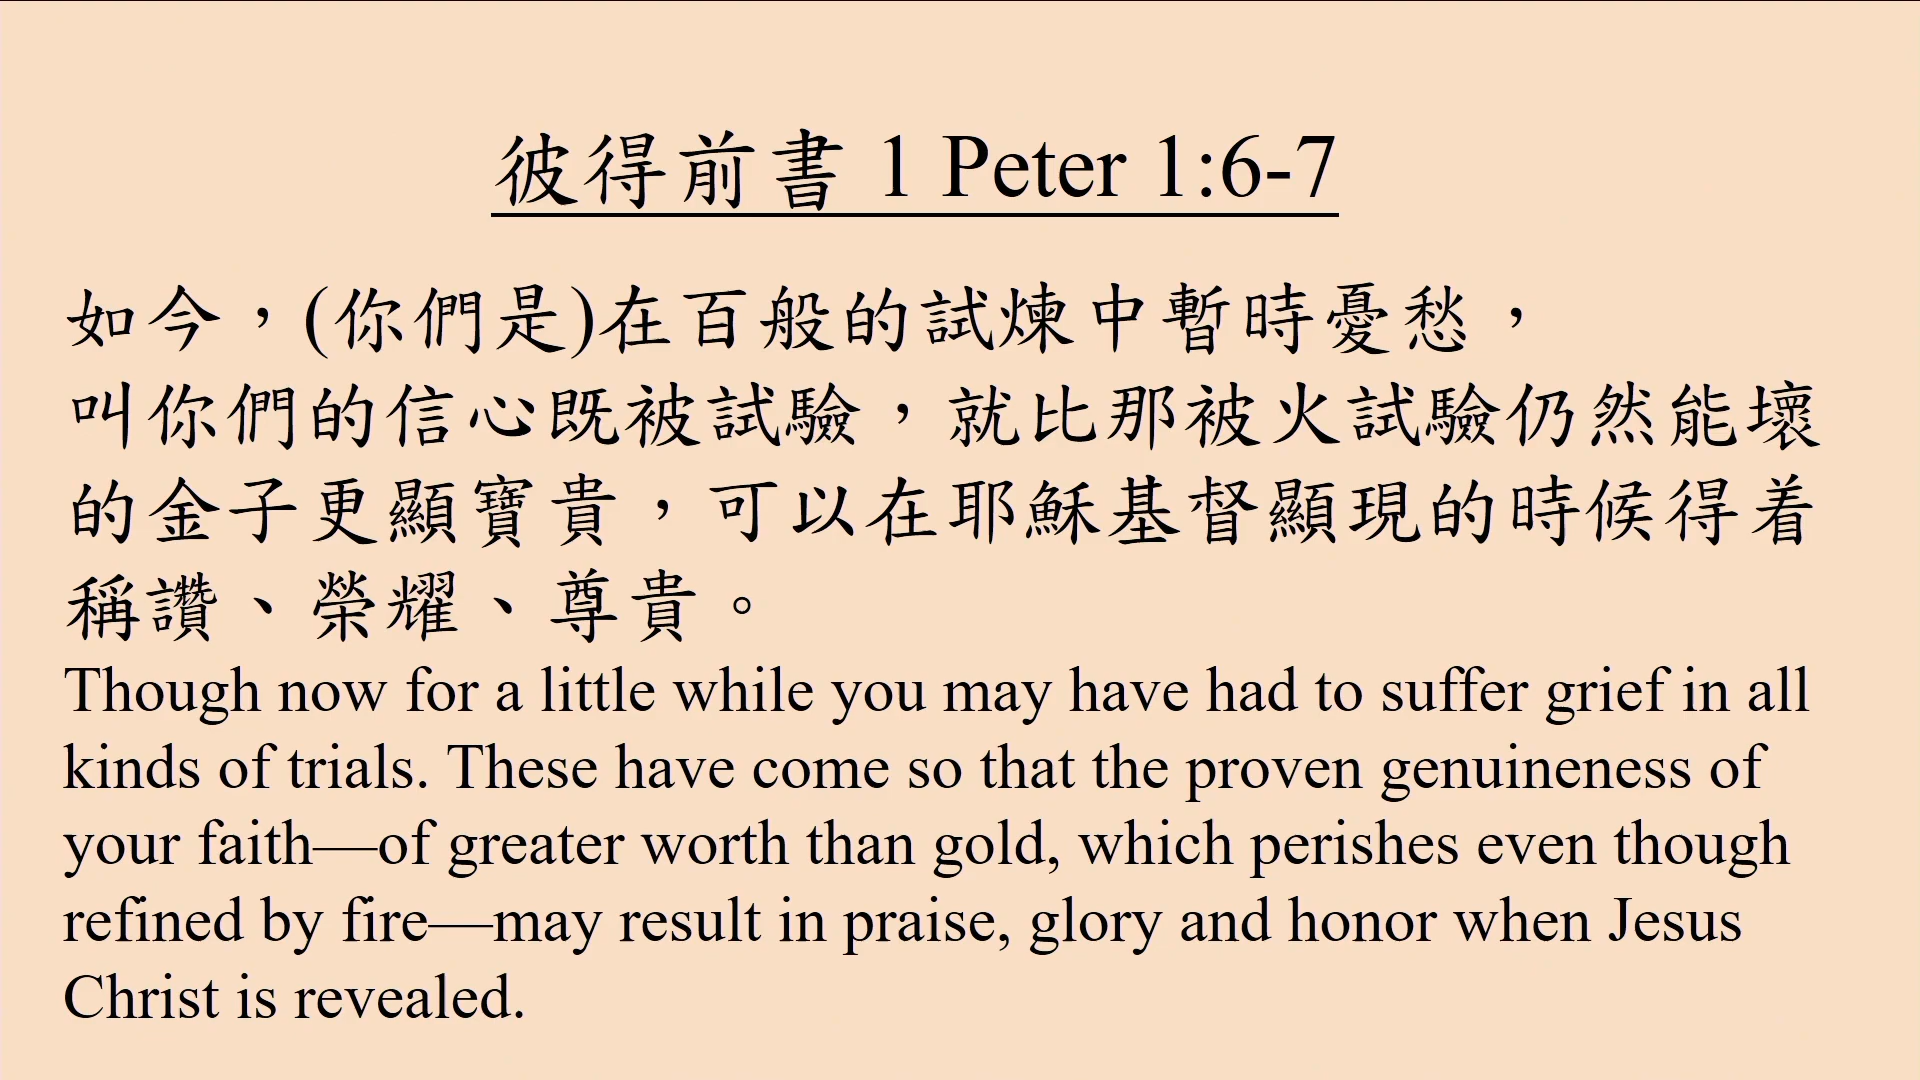 彼得前書 1 Peter 1:6-7
如今，(你們是)在百般的試煉中暫時憂愁，
叫你們的信心既被試驗，就比那被火試驗仍然能壞
的金子更顯寶貴，可以在耶穌基督顯現的時候得着
稱讚、榮耀、尊貴。
Though now for a little while you may have had to suffer grief in all
kinds of trials. These have come so that the proven genuineness of
your faith—of greater worth than gold, which perishes even though
refined by fire—may result in praise, glory and honor when Jesus
Christ is revealed.